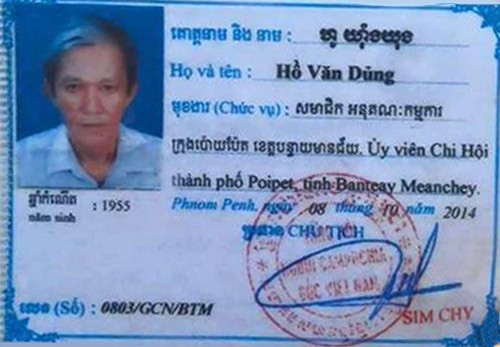 គោត្តនាម និង នាម : ហូ យ៉ាំងយុង
Họ và tên : Hồ Văn Dũng
មុខងារ (Chức vụ) : សមាជិក អនុគណៈកម្មការ
ក្រុងប៉ោយប៉ែត ខេត្តបន្ទាយមានជ័យ. Ủy viên Chi Hội
thành phố Poipet, tỉnh Banteay Meanchey.
ឆ្នាំកំណើត : 1955
năm sinh
Phnom Penh, ngày 08 tháng 10 năm 2014
ប្រធាន CHỦ TỊCH
NGƯỜI CAMPUCHIA
GỐC VIỆT NAM
លេខ (Số) : 0803/GCN/BTM
SIM CHY